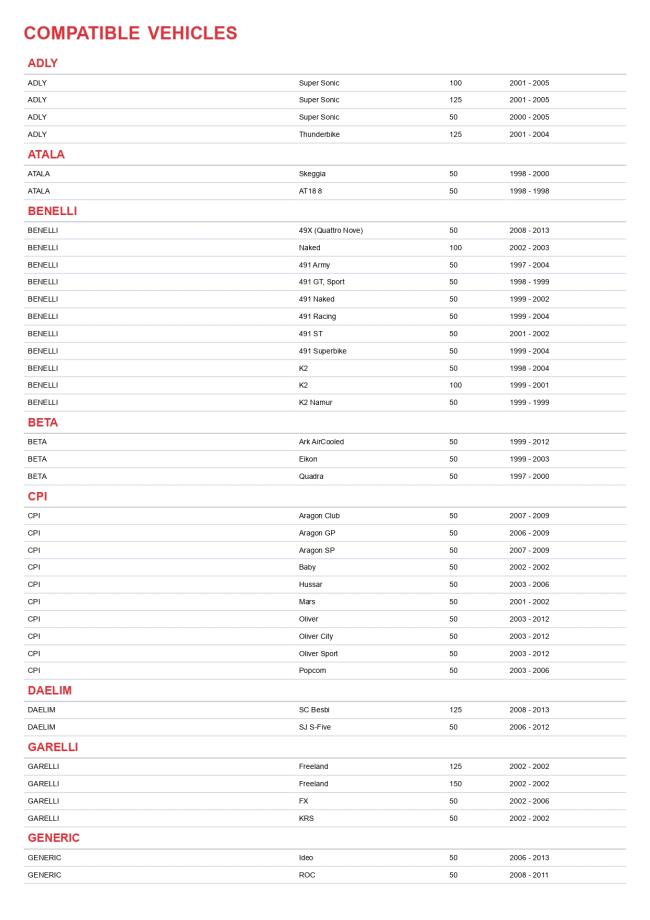 COMPATIBLE VEHICLES
ADLY
ADLY Super Sonic 100 2001 - 2005
ADLY Super Sonic 125 2001 - 2005
ADLY Super Sonic 50 2000 - 2005
ADLY Thunderbike 125 2001 - 2004
ATALA
ATALA Skeggia 50 1998 - 2000
ATALA AT18 8 50 1998 - 1998
BENELLI
BENELLI 49X (Quattro Nove) 50 2008 - 2013
BENELLI Naked 100 2002 - 2003
BENELLI 491 Army 50 1997 - 2004
BENELLI 491 GT, Sport 50 1998 - 1999
BENELLI 491 Naked 50 1999 - 2002
BENELLI 491 Racing 50 1999 - 2004
BENELLI 491 ST 50 2001 - 2002
BENELLI 491 Superbike 50 1999 - 2004
BENELLI K2 50 1998 - 2004
BENELLI K2 100 1999 - 2001
BENELLI K2 Namur 50 1999 - 1999
BETA
BETA Ark AirCooled 50 1999 - 2012
BETA Eikon 50 1999 - 2003
BETA Quadra 50 1997 - 2000
CPI
CPI Aragon Club 50 2007 - 2009
CPI Aragon GP 50 2006 - 2009
CPI Aragon SP 50 2007 - 2009
CPI Baby 50 2002 - 2002
CPI Hussar 50 2003 - 2006
CPI Mars 50 2001 - 2002
CPI Oliver 50 2003 - 2012
CPI Oliver City 50 2003 - 2012
CPI Oliver Sport 50 2003 - 2012
CPI Popcorn 50 2003 - 2006
DAELIM
DAELIM SC Besbi 125 2008 - 2013
DAELIM SJ S-Five 50 2006 - 2012
GARELLI
GARELLI Freeland 125 2002 - 2002
GARELLI Freeland 150 2002 - 2002
GARELLI FX 50 2002 - 2006
GARELLI KRS 50 2002 - 2002
GENERIC
GENERIC Ideo 50 2006 - 2013
GENERIC ROC 50 2008 - 2011